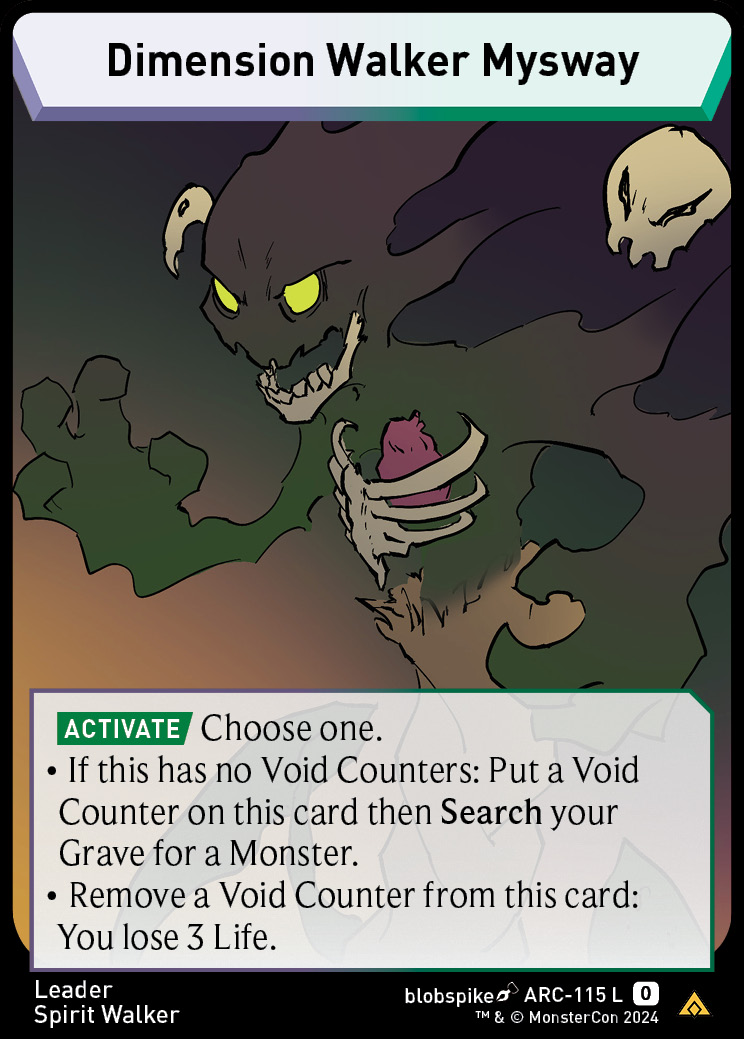 Dimension Walker Mysway
ACTIVATE Choose one.
• If this has no Void Counters: Put a Void
Counter on this card then Search your
Grave for a Monster.
• Remove a Void Counter from this card:
You lose 3 Life.
Leader
Spirit Walker
blobspike ARC-115 L 0
™ & © MonsterCon 2024